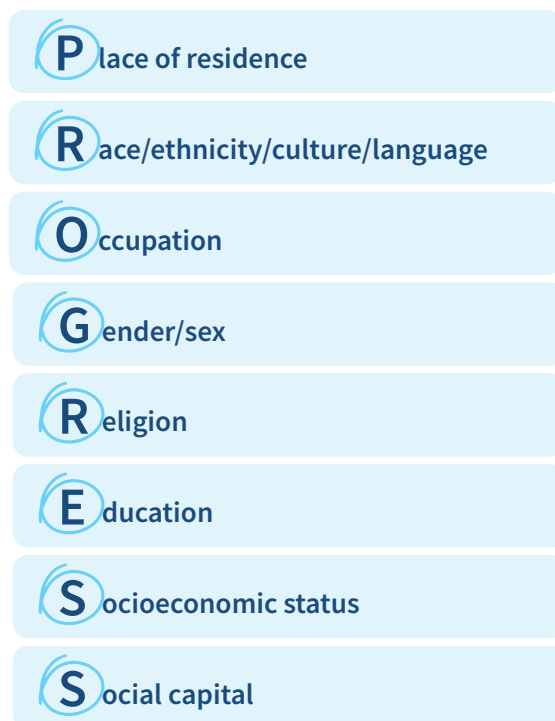 Place of residence
Race/ethnicity/culture/language
Occupation
Gender/sex
Religion
Education
Socioeconomic status
Social capital